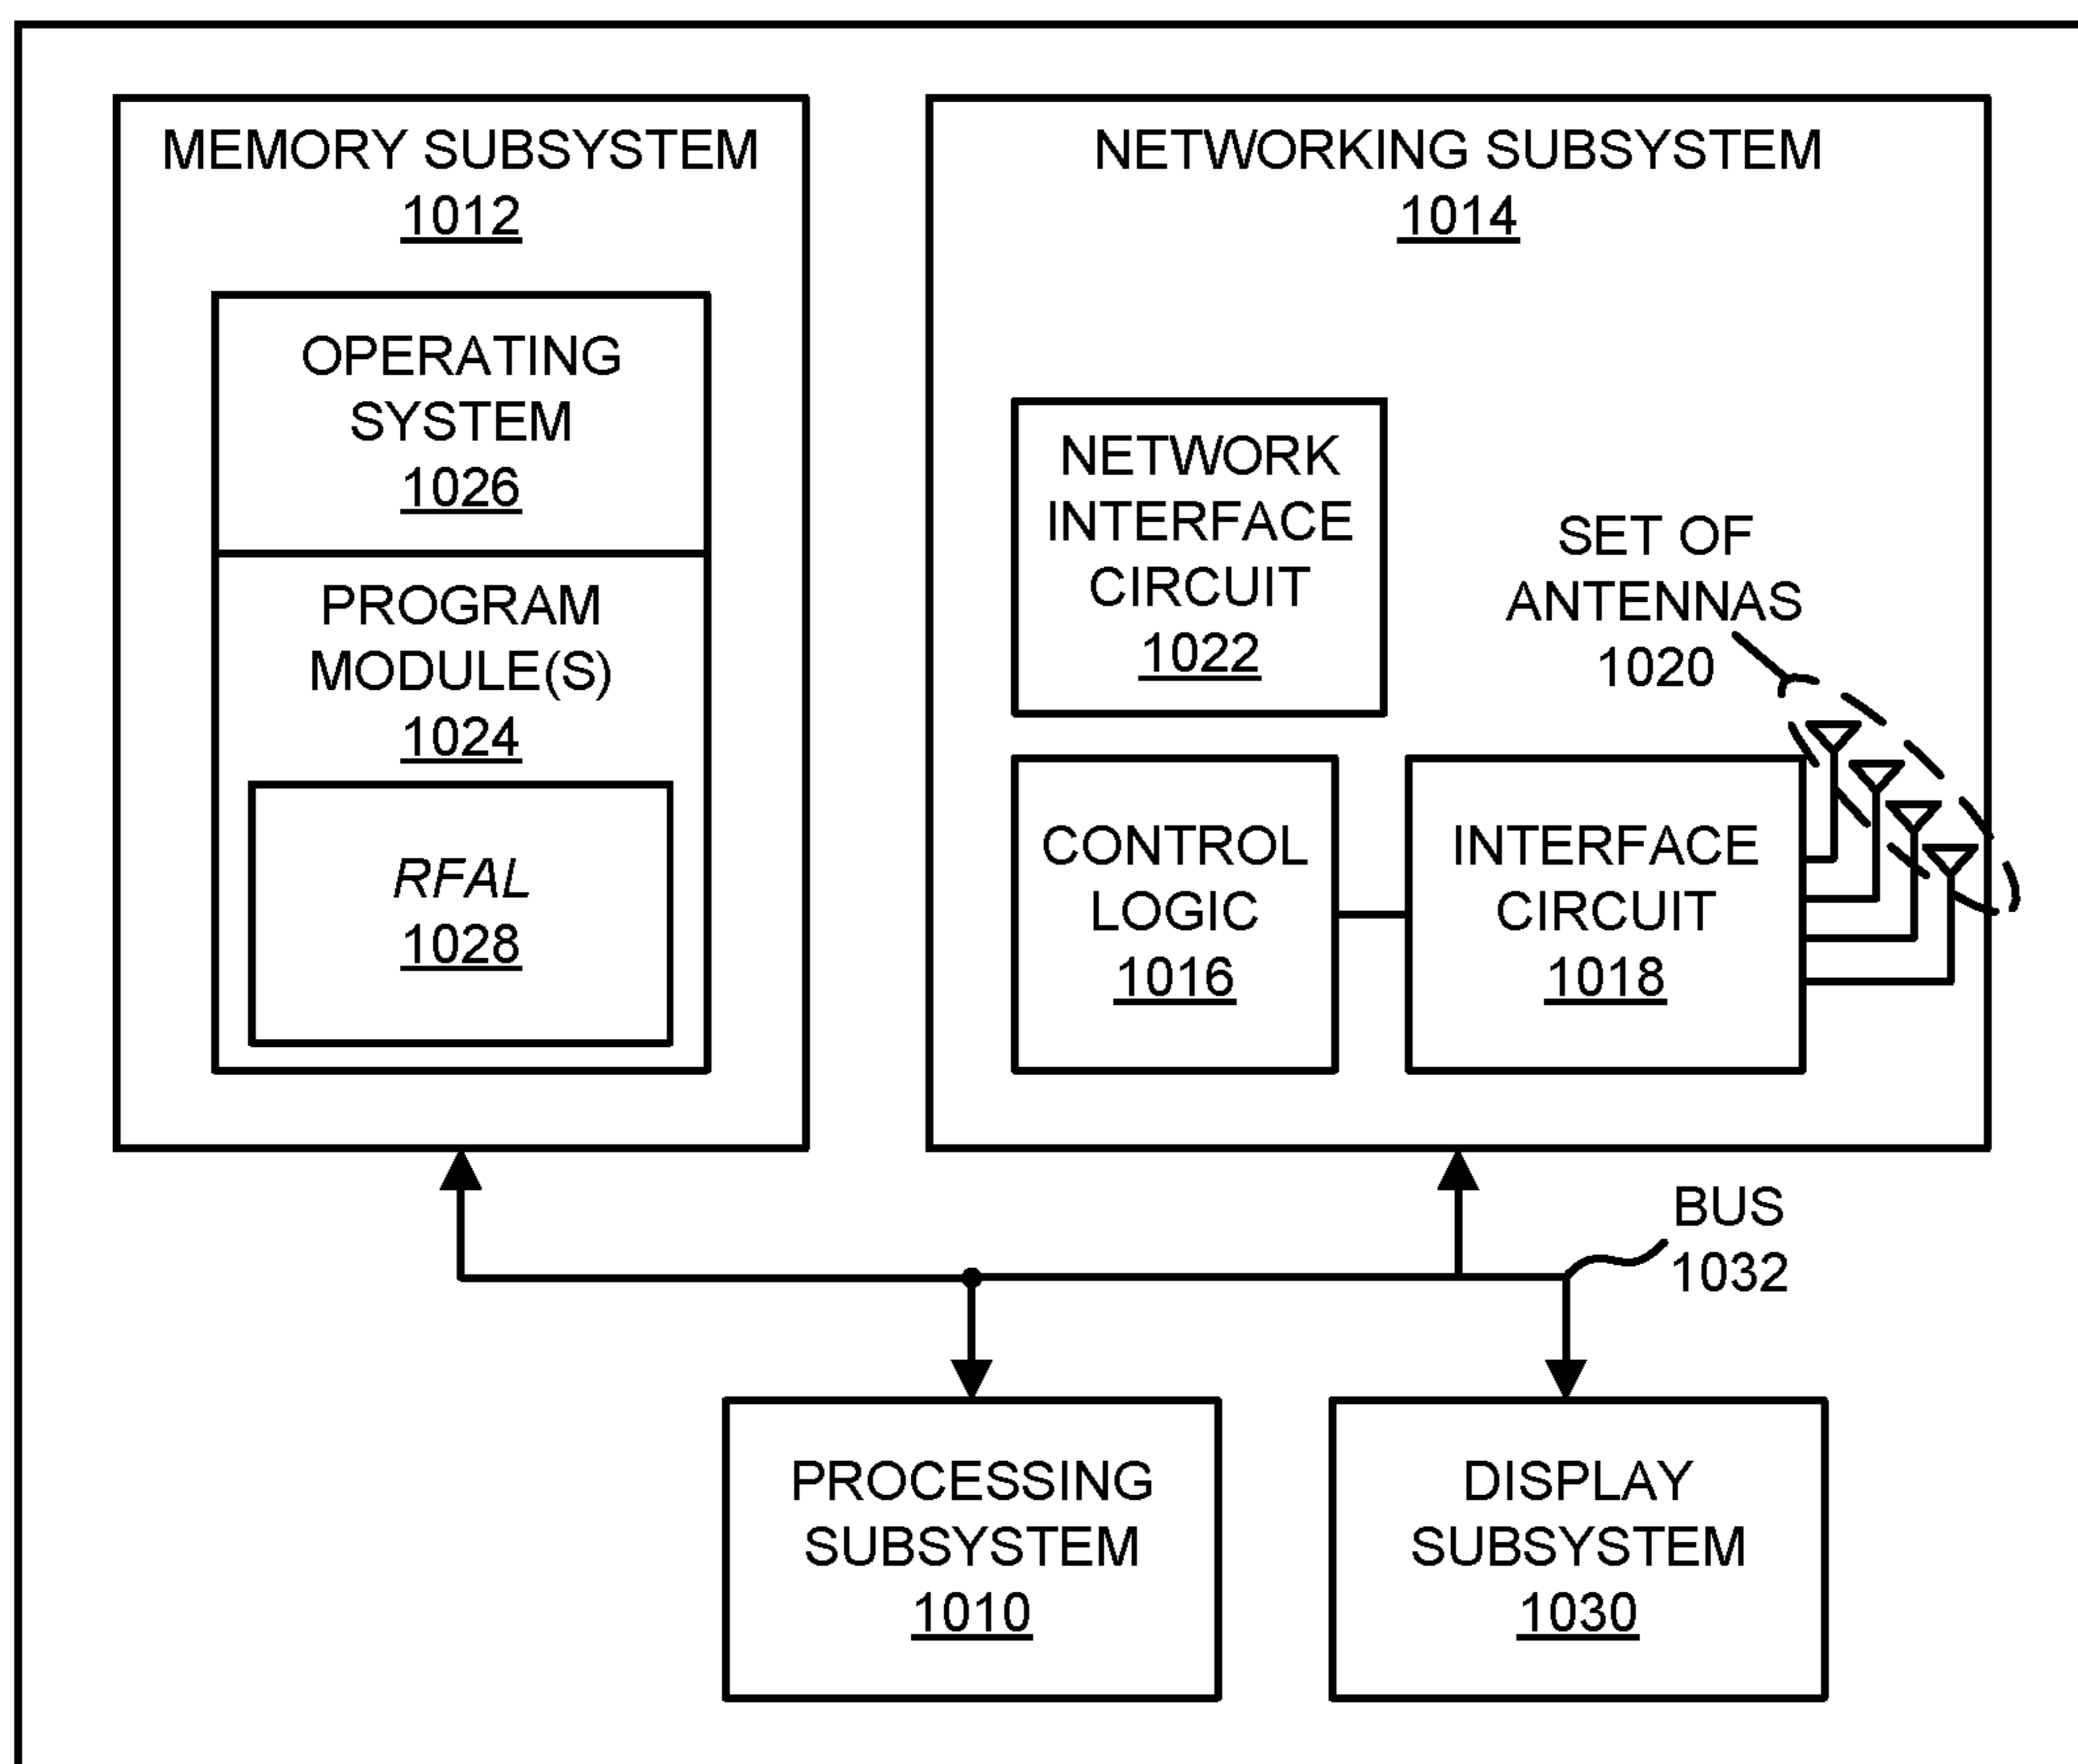 MEMORY SUBSYSTEM
1012
OPERATING
SYSTEM
1026
PROGRAM
MODULE(S)
1024
RFAL
1028
NETWORKING SUBSYSTEM
1014
NETWORK
INTERFACE
CIRCUIT
1022
SET OF
ANTENNAS
1020
CONTROL
LOGIC
1016
INTERFACE
CIRCUIT
1018
BUS
1032
PROCESSING
SUBSYSTEM
1010
DISPLAY
SUBSYSTEM
1030